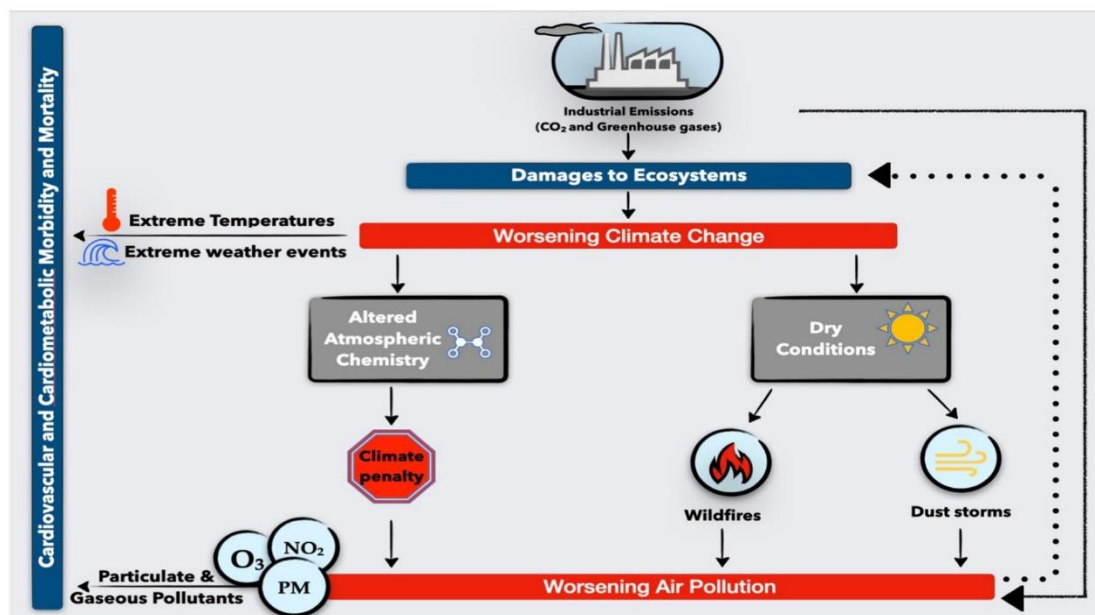 Cardiovascular and Cardiometabolic Morbidity and Mortality
Industrial Emissions
(CO₂ and Greenhouse gases)
Damages to Ecosystems
Extreme Temperatures
Worsening Climate Change
Extreme weather events
Altered
Atmospheric
Chemistry
Dry
Conditions
Climate
penalty
Wildfires
Dust storms
O₃
NO₂
PM
Particulate &
Gaseous Pollutants
Worsening Air Pollution